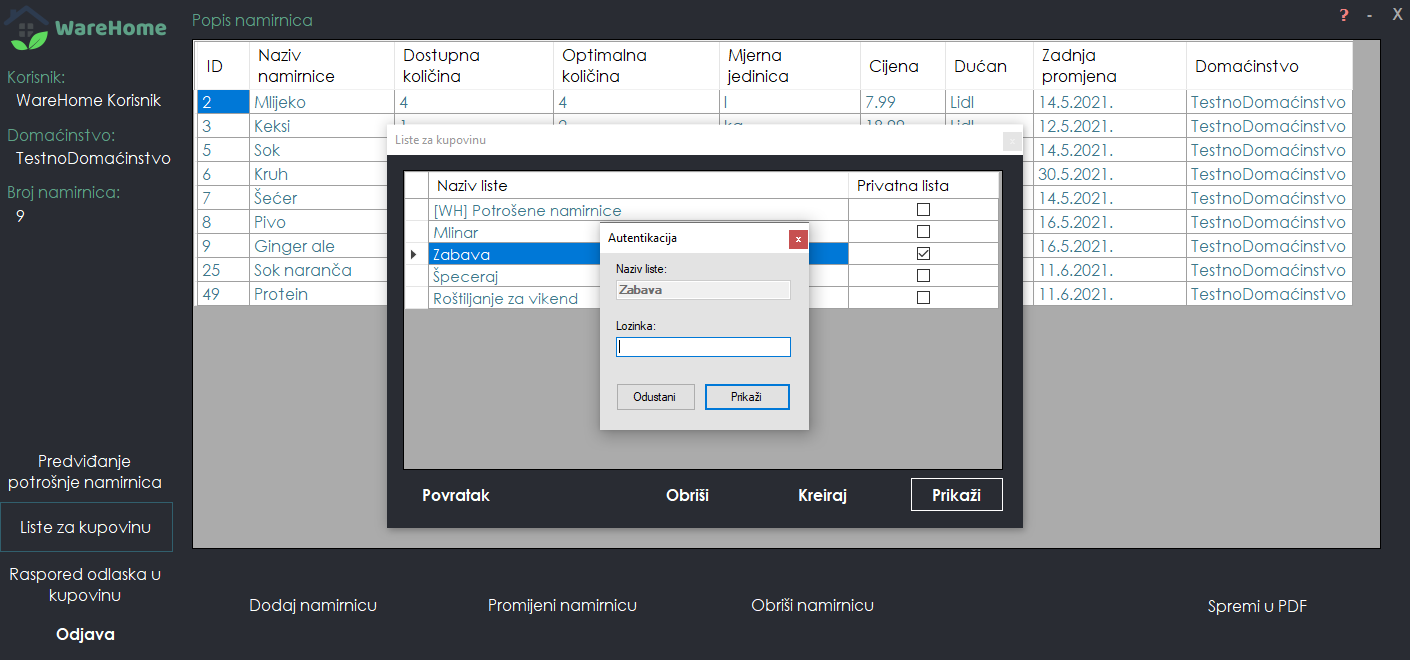 WareHome
Popis namirnica
? - X
Korisnik:
WareHome Korisnik
Domaćinstvo:
TestnoDomaćinstvo
Broj namirnica:
9
Predviđanje
potrošnje namirnica
Liste za kupovinu
Raspored odlaska u
kupovinu
Odjava
ID Naziv namirnice Dostupna količina Optimalna količina Mjerna jedinica Cijena Dućan Zadnja promjena Domaćinstvo
2 Mlijeko 4 4 l 7.99 Lidl 14.5.2021. TestnoDomaćinstvo
3 Keksi 12.5.2021. TestnoDomaćinstvo
5 Sok 14.5.2021. TestnoDomaćinstvo
6 Kruh 30.5.2021. TestnoDomaćinstvo
7 Šećer 14.5.2021. TestnoDomaćinstvo
8 Pivo 16.5.2021. TestnoDomaćinstvo
9 Ginger ale 16.5.2021. TestnoDomaćinstvo
25 Sok naranča 11.6.2021. TestnoDomaćinstvo
49 Protein 11.6.2021. TestnoDomaćinstvo
Liste za kupovinu
Naziv liste Privatna lista
[WH] Potrošene namirnice
Mlinar
Zabava
Špeceraj
Roštiljanje za vikend
Autentikacija x
Naziv liste:
Zabava
Lozinka:
Odustani Prikaži
Povratak Obriši Kreiraj Prikaži
Dodaj namirnicu Promijeni namirnicu Obriši namirnicu Spremi u PDF